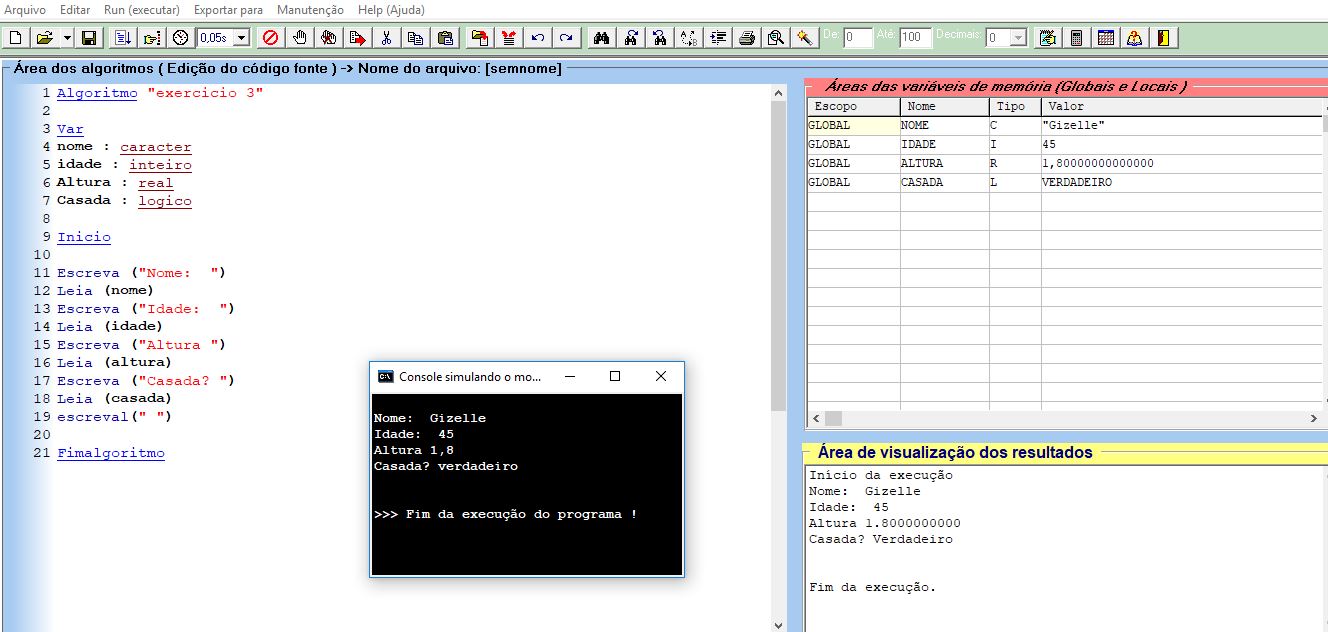 Arquivo Editar Run (executar) Exportar para Manutenção Help (Ajuda)
0,05s De: 0 Até: 100 Decimais: 0
Área dos algoritmos ( Edição do código fonte ) -> Nome do arquivo: [semnome]
1 Algoritmo "exercicio 3"
2
3 Var
4 nome : caracter
5 idade : inteiro
6 Altura : real
7 Casada : logico
8
9 Inicio
10
11 Escreva ("Nome:  ")
12 Leia (nome)
13 Escreva ("Idade:  ")
14 Leia (idade)
15 Escreva ("Altura ")
16 Leia (altura)
17 Escreva ("Casada? ")
18 Leia (casada)
19 escreval(" ")
20
21 Fimalgoritmo
Console simulando o mo...
Nome:  Gizelle
Idade:  45
Altura 1,8
Casada? verdadeiro
>>> Fim da execução do programa !
Áreas das variáveis de memória (Globais e Locais )
Escopo Nome Tipo Valor
GLOBAL NOME C "Gizelle"
GLOBAL IDADE I 45
GLOBAL ALTURA R 1,80000000000000
GLOBAL CASADA L VERDADEIRO
Área de visualização dos resultados
Início da execução
Nome:  Gizelle
Idade:  45
Altura 1.8000000000
Casada? Verdadeiro
Fim da execução.